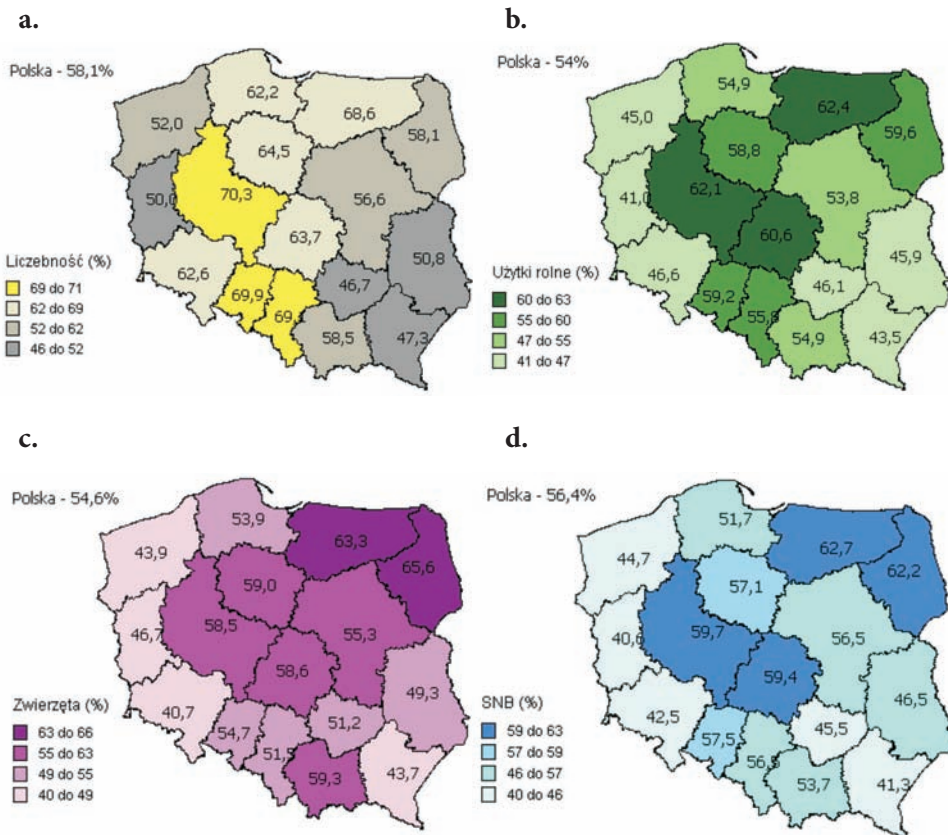 a.
Polska - 58,1%
62,2
68,6
52,0
58,1
64,5
70,3
50,0
56,6
63,7
50,8
62,6
69,9
69,
46,7
58,5
47,3
Liczebność (%)
69 do 71
62 do 69
52 do 62
46 do 52
b.
Polska - 54%
54,9
62,4
45,0
59,6
58,8
62,1
41,0
53,8
60,6
45,9
46,6
59,2
55,8
46,1
54,9
43,5
Użytki rolne (%)
60 do 63
55 do 60
47 do 55
41 do 47
c.
Polska - 54,6%
53,9
63,3
43,9
65,6
59,0
58,5
46,7
55,3
58,6
49,3
40,7
54,7
51,5
51,2
59,3
43,7
Zwierzęta (%)
63 do 66
55 do 63
49 do 55
40 do 49
d.
Polska - 56,4%
51,7
62,7
44,7
62,2
57,1
59,7
40,6
56,5
59,4
46,5
42,5
57,5
45,5
53,7
41,3
SNB (%)
59 do 63
57 do 59
46 do 57
40 do 46